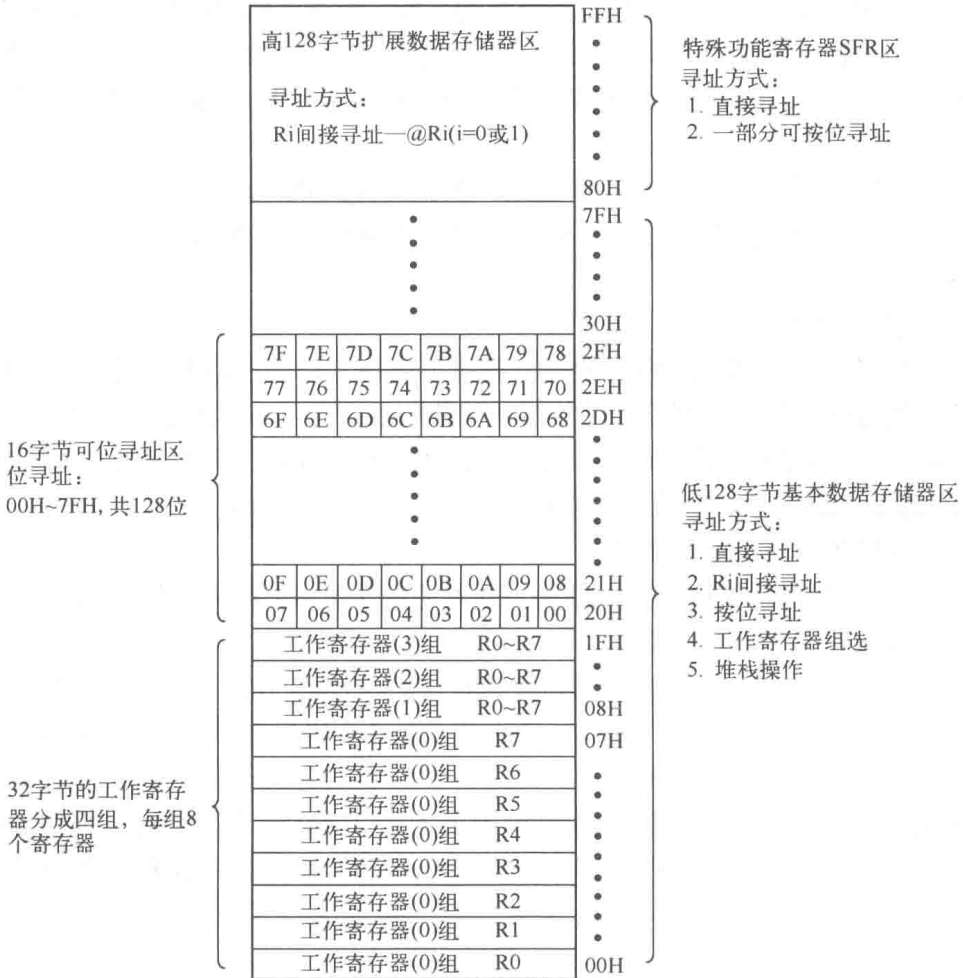 高128字节扩展数据存储器区
寻址方式：
Ri间接寻址—@Ri(i=0或1)
FFH
80H
特殊功能寄存器SFR区
寻址方式：
1. 直接寻址
2. 一部分可按位寻址
7FH
30H
7F 7E 7D 7C 7B 7A 79 78 2FH
77 76 75 74 73 72 71 70 2EH
6F 6E 6D 6C 6B 6A 69 68 2DH
16字节可位寻址区
位寻址：
00H~7FH, 共128位
0F 0E 0D 0C 0B 0A 09 08 21H
07 06 05 04 03 02 01 00 20H
低128字节基本数据存储器区
寻址方式：
1. 直接寻址
2. Ri间接寻址
3. 按位寻址
4. 工作寄存器组选
5. 堆栈操作
工作寄存器(3)组 R0~R7 1FH
工作寄存器(2)组 R0~R7
工作寄存器(1)组 R0~R7 08H
工作寄存器(0)组 R7 07H
工作寄存器(0)组 R6
工作寄存器(0)组 R5
工作寄存器(0)组 R4
工作寄存器(0)组 R3
工作寄存器(0)组 R2
工作寄存器(0)组 R1
工作寄存器(0)组 R0 00H
32字节的工作寄存
器分成四组，每组8
个寄存器